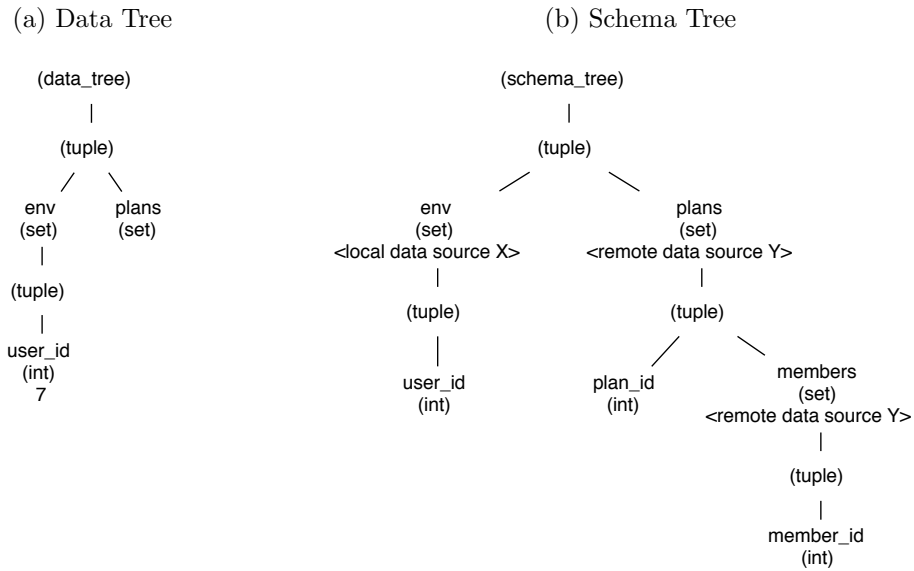 (a) Data Tree
(data_tree)
(tuple)
env
(set)
plans
(set)
(tuple)
user_id
(int)
7
(b) Schema Tree
(schema_tree)
(tuple)
env
(set)
<local data source X>
plans
(set)
<remote data source Y>
(tuple)
(tuple)
user_id
(int)
plan_id
(int)
members
(set)
<remote data source Y>
(tuple)
member_id
(int)